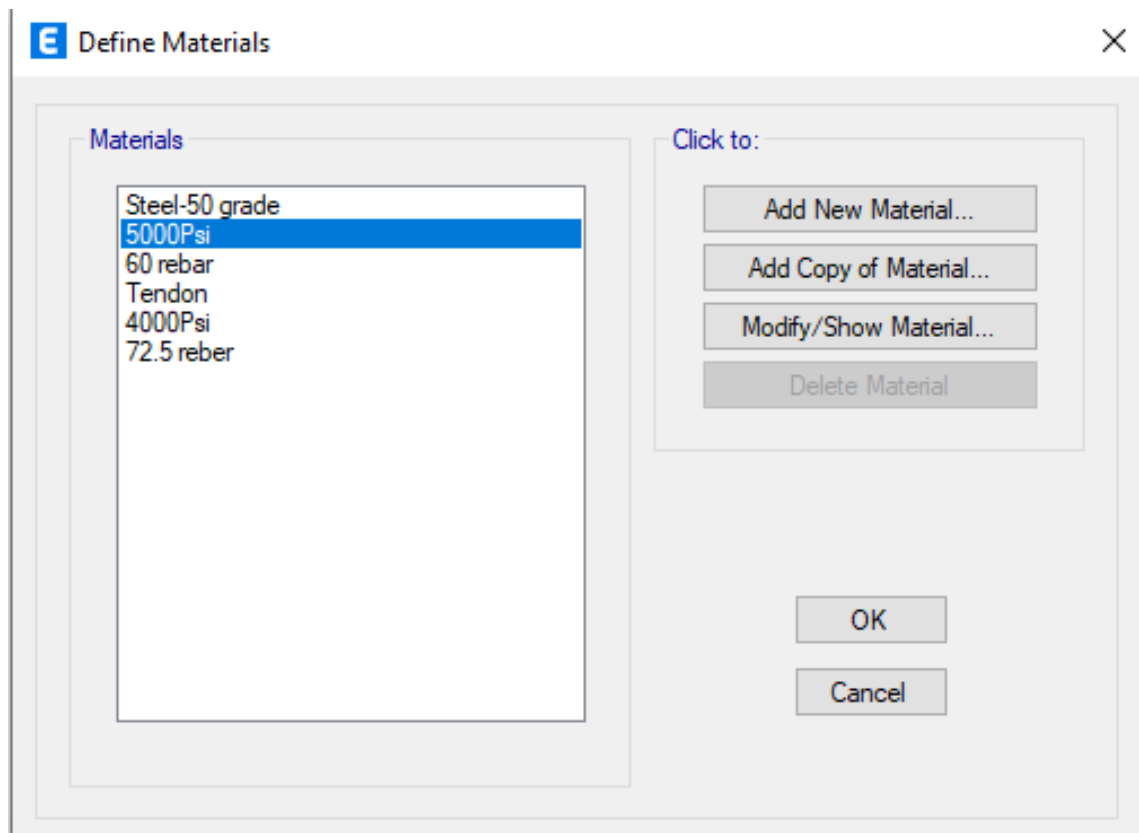 E Define Materials
Materials
Steel-50 grade
5000Psi
60 rebar
Tendon
4000Psi
72.5 reber
Click to:
Add New Material...
Add Copy of Material...
Modify/Show Material...
Delete Material
OK
Cancel